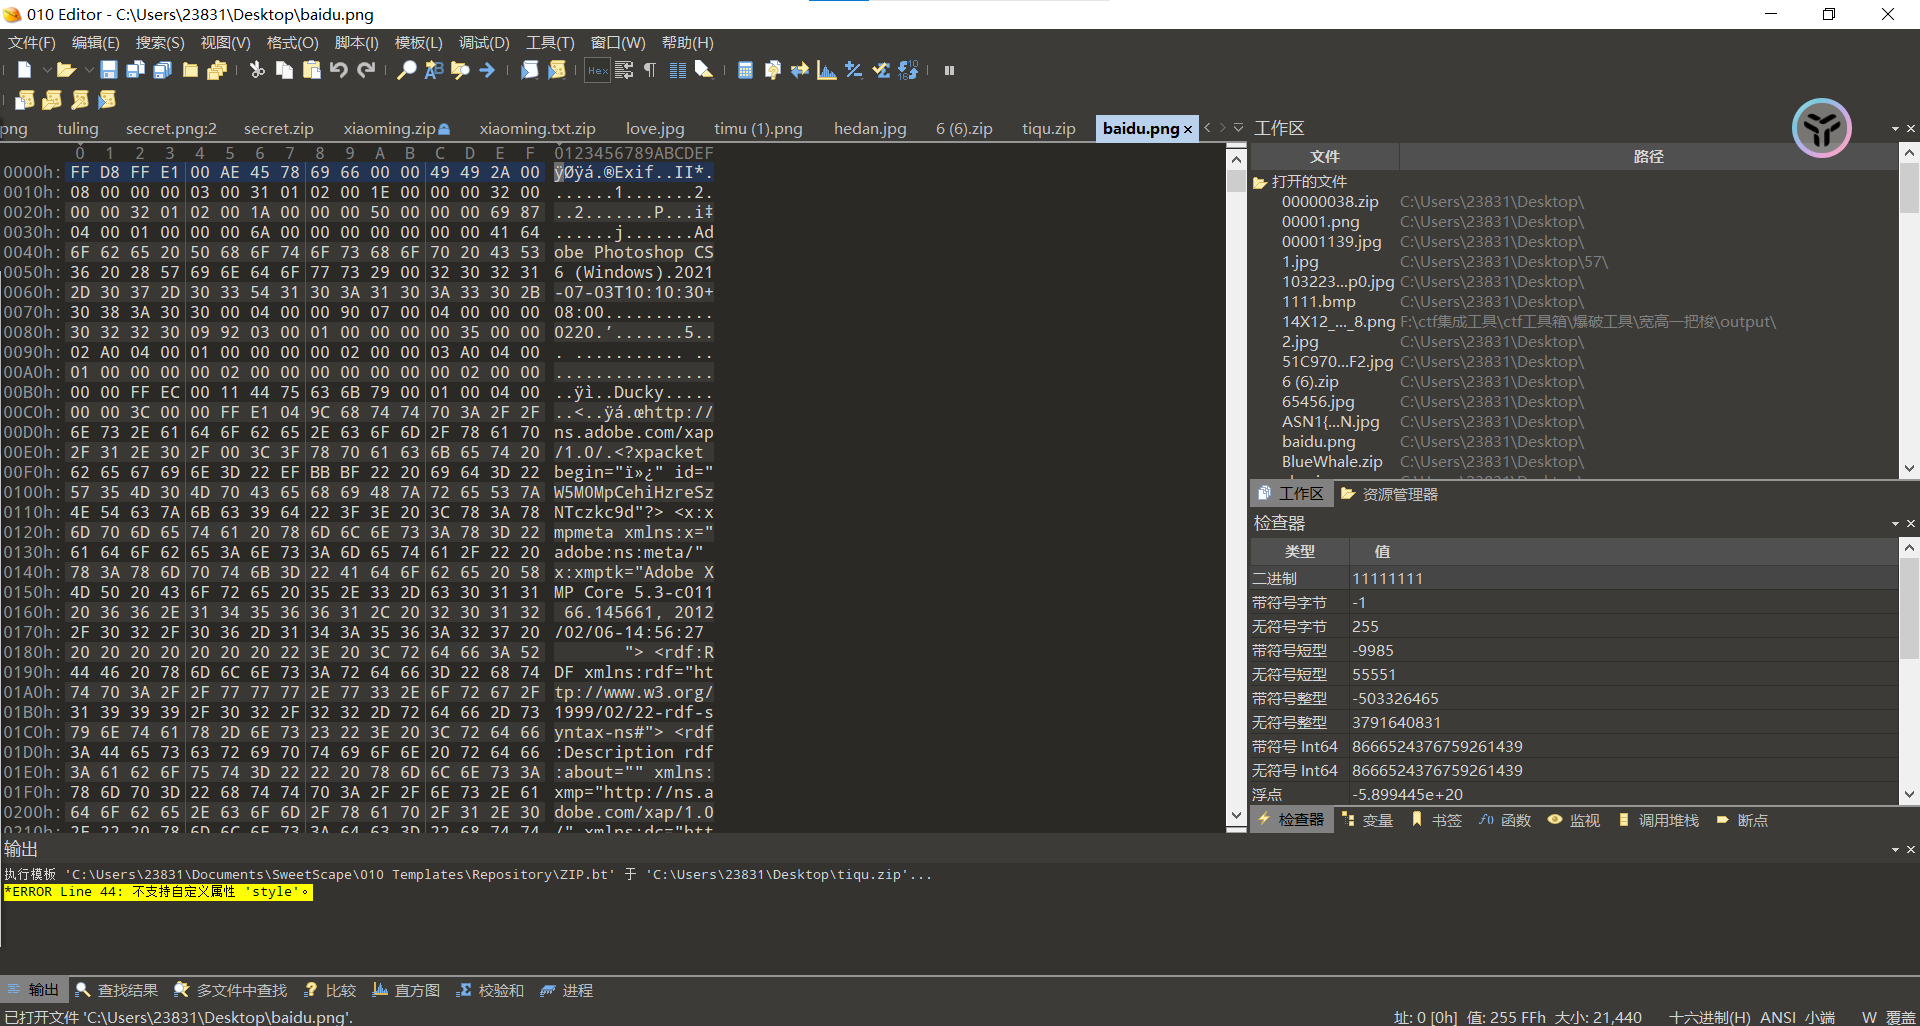 010 Editor - C:\Users\23831\Desktop\baidu.png
文件(F) 编辑(E) 搜索(S) 视图(V) 格式(O) 脚本(I) 模板(L) 调试(D) 工具(T) 窗口(W) 帮助(H)
png tuling secret.png:2 secret.zip xiaoming.zip xiaoming.txt.zip love.jpg timu (1).png hedan.jpg 6 (6).zip tiqu.zip baidu.png
0 1 2 3 4 5 6 7 8 9 A B C D E F 0123456789ABCDEF
0000h: FF D8 FF E1 00 AE 45 78 69 66 00 00 49 49 2A 00 ÿØÿá.®Exif..II*.
0010h: 08 00 00 00 03 00 31 01 02 00 1E 00 00 00 32 00 ......1.......2.
0020h: 00 00 32 01 02 00 1A 00 00 00 50 00 00 00 69 87 ..2.......P...i‡
0030h: 04 00 01 00 00 00 6A 00 00 00 00 00 00 00 41 64 ......j.......Ad
0040h: 6F 62 65 20 50 68 6F 74 6F 73 68 6F 70 20 43 53 obe Photoshop CS
0050h: 36 20 28 57 69 6E 64 6F 77 73 29 00 32 30 32 31 6 (Windows).2021
0060h: 2D 30 37 2D 30 33 54 31 30 3A 31 30 3A 33 30 2B -07-03T10:10:30+
0070h: 30 38 3A 30 30 00 04 00 00 90 07 00 04 00 00 00 08:00...........
0080h: 30 32 32 30 09 92 03 00 01 00 00 00 00 35 00 00 0220.’.......5..
0090h: 02 A0 04 00 01 00 00 00 00 02 00 00 03 A0 04 00 . ............ ..
00A0h: 01 00 00 00 00 02 00 00 00 00 00 00 00 02 00 00 ................
00B0h: 00 00 FF EC 00 11 44 75 63 6B 79 00 01 00 04 00 ..ÿì..Ducky.....
00C0h: 00 00 3C 00 00 FF E1 04 9C 68 74 74 70 3A 2F 2F ..<..ÿá.œhttp://
00D0h: 6E 73 2E 61 64 6F 62 65 2E 63 6F 6D 2F 78 61 70 ns.adobe.com/xap
00E0h: 2F 31 2E 30 2F 00 3C 3F 78 70 61 63 6B 65 74 20 /1.0/.<?xpacket
00F0h: 62 65 67 69 6E 3D 22 EF BB BF 22 20 69 64 3D 22 begin="ï»¿" id="
0100h: 57 35 4D 30 4D 70 43 65 68 69 48 7A 72 65 53 7A W5M0MpCehiHzreSz
0110h: 4E 54 63 7A 6B 63 39 64 22 3F 3E 20 3C 78 3A 78 NTczkc9d"?> <x:x
0120h: 6D 70 6D 65 74 61 20 78 6D 6C 6E 73 3A 78 3D 22 mpmeta xmlns:x="
0130h: 61 64 6F 62 65 3A 6E 73 3A 6D 65 74 61 2F 22 20 adobe:ns:meta/"
0140h: 78 3A 78 6D 70 74 6B 3D 22 41 64 6F 62 65 20 58 x:xmptk="Adobe X
0150h: 4D 50 20 43 6F 72 65 20 35 2E 33 2D 63 30 31 31 MP Core 5.3-c011
0160h: 20 36 36 2E 31 34 35 36 36 31 2C 20 32 30 31 32 66.145661, 2012
0170h: 2F 30 32 2F 30 36 2D 31 34 3A 35 36 3A 32 37 20 /02/06-14:56:27
0180h: 20 20 20 20 20 20 20 22 3E 20 3C 72 64 66 3A 52 "> <rdf:R
0190h: 44 46 20 78 6D 6C 6E 73 3A 72 64 66 3D 22 68 74 DF xmlns:rdf="ht
01A0h: 74 70 3A 2F 2F 77 77 77 2E 77 33 2E 6F 72 67 2F tp://www.w3.org/
01B0h: 31 39 39 39 2F 30 32 2F 32 32 2D 72 64 66 2D 73 1999/02/22-rdf-s
01C0h: 79 6E 74 61 78 2D 6E 73 23 22 3E 20 3C 72 64 66 yntax-ns#"> <rdf
01D0h: 3A 44 65 73 63 72 69 70 74 69 6F 6E 20 72 64 66 :Description rdf
01E0h: 3A 61 62 6F 75 74 3D 22 22 20 78 6D 6C 6E 73 3A :about="" xmlns:
01F0h: 78 6D 70 3D 22 68 74 74 70 3A 2F 2F 6E 73 2E 61 xmp="http://ns.a
0200h: 64 6F 62 65 2E 63 6F 6D 2F 78 61 70 2F 31 2E 30 dobe.com/xap/1.0
0210h: 2F 22 20 78 6D 6C 6E 73 3A 64 63 3D 22 68 74 74 /" xmlns:dc="htt
工作区
文件 路径
打开的文件
00000038.zip C:\Users\23831\Desktop\
00001.png C:\Users\23831\Desktop\
00001139.jpg C:\Users\23831\Desktop\
1.jpg C:\Users\23831\Desktop\57\
103223...p0.jpg C:\Users\23831\Desktop\
1111.bmp C:\Users\23831\Desktop\
14X12_..._8.png F:\ctf集成工具\ctf工具箱\爆破工具\宽高一把梭\output\
2.jpg C:\Users\23831\Desktop\
51C970...F2.jpg C:\Users\23831\Desktop\
6 (6).zip C:\Users\23831\Desktop\
65456.jpg C:\Users\23831\Desktop\
ASN1{...N.jpg C:\Users\23831\Desktop\
baidu.png C:\Users\23831\Desktop\
BlueWhale.zip C:\Users\23831\Desktop\
工作区 资源管理器
检查器
类型 值
二进制 11111111
带符号字节 -1
无符号字节 255
带符号短型 -9985
无符号短型 55551
带符号整型 -503326465
无符号整型 3791640831
带符号 Int64 8666524376759261439
无符号 Int64 8666524376759261439
浮点 -5.899445e+20
检查器 变量 书签 函数 监视 调用堆栈 断点
输出
执行模板 'C:\Users\23831\Documents\SweetScape\010 Templates\Repository\ZIP.bt' 于 'C:\Users\23831\Desktop\tiqu.zip'...
*ERROR Line 44: 不支持自定义属性 'style'。
输出 查找结果 多文件中查找 比较 直方图 校验和 进程
已打开文件 'C:\Users\23831\Desktop\baidu.png'.
址: 0 [0h] 值: 255 FFh 大小: 21,440 十六进制(H) ANSI 小端 W 覆盖